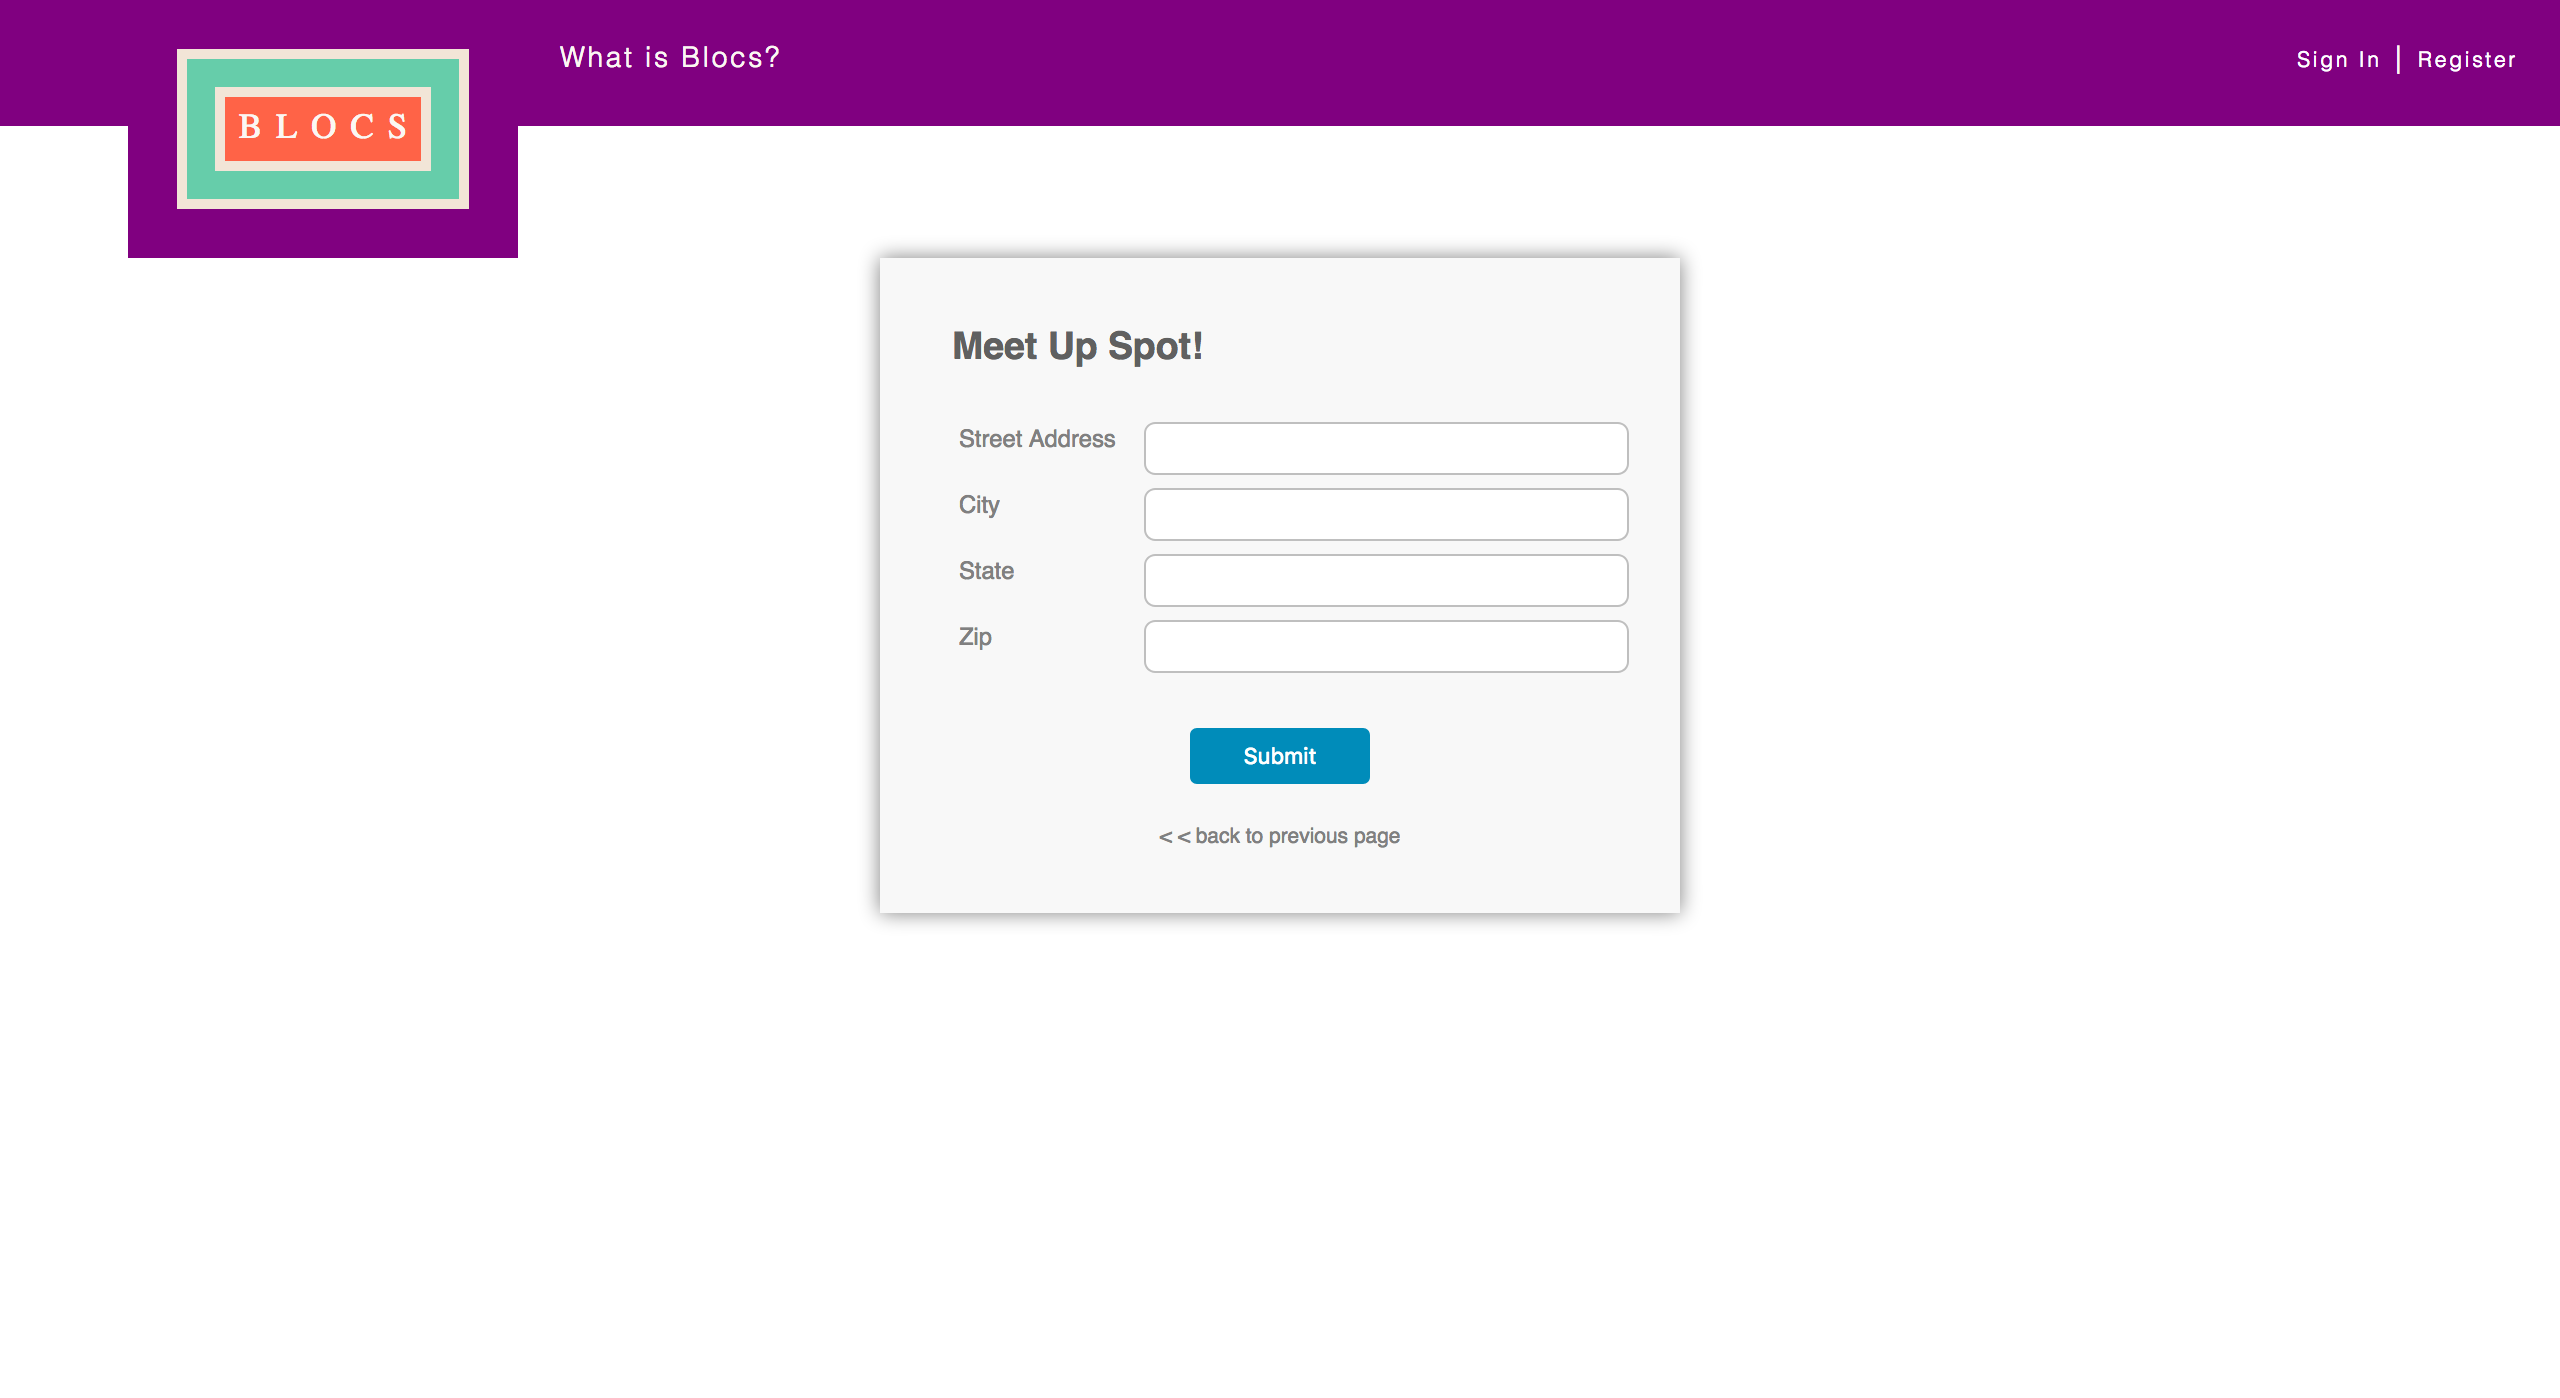 What is Blocs?
Sign In | Register
BLOCS
Meet Up Spot!
Street Address
City
State
Zip
Submit
< < back to previous page